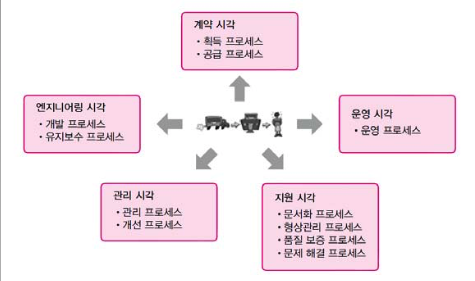 계약 시각
• 획득 프로세스
• 공급 프로세스
엔지니어링 시각
• 개발 프로세스
• 유지보수 프로세스
운영 시각
• 운영 프로세스
관리 시각
• 관리 프로세스
• 개선 프로세스
지원 시각
• 문서화 프로세스
• 형상관리 프로세스
• 품질 보증 프로세스
• 문제 해결 프로세스